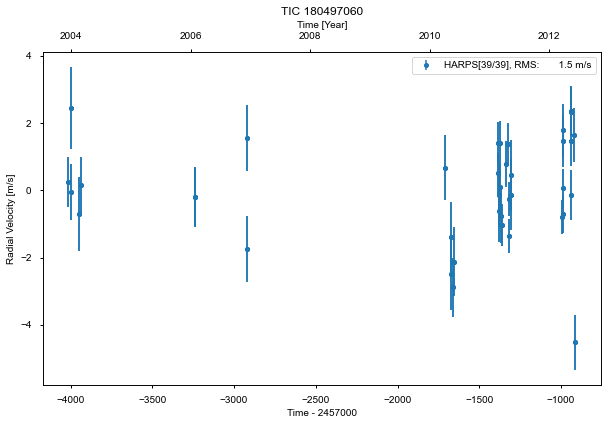 TIC 180497060
Time [Year]
2004 2006 2008 2010 2012
HARPS[39/39], RMS: 1.5 m/s
4
2
0
−2
−4
Radial Velocity [m/s]
−4000 −3500 −3000 −2500 −2000 −1500 −1000
Time - 2457000